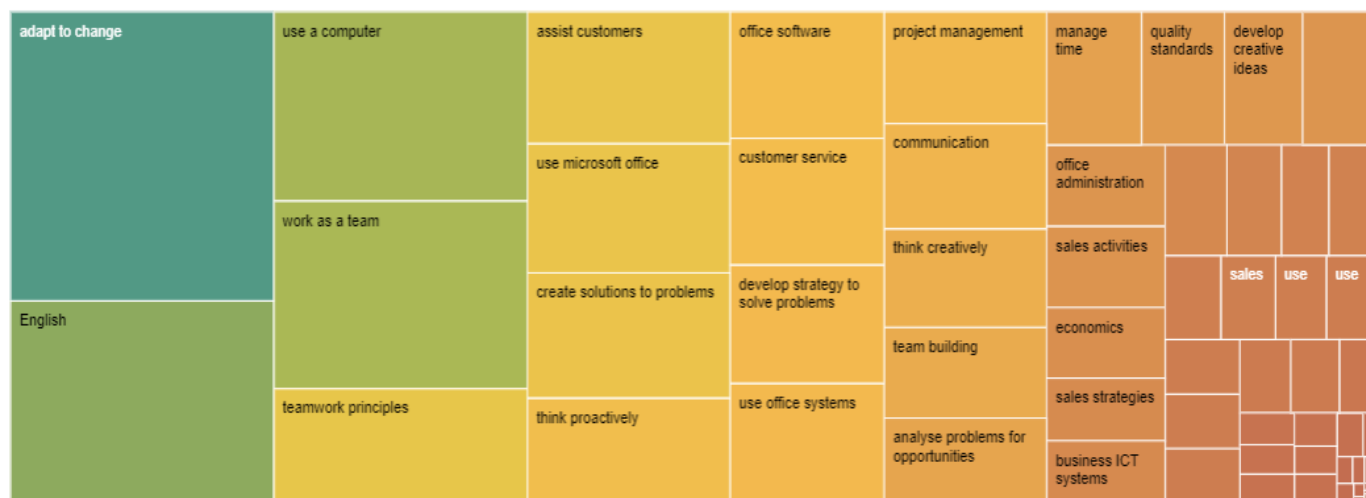 adapt to change
English
use a computer
work as a team
teamwork principles
assist customers
use microsoft office
create solutions to problems
think proactively
office software
customer service
develop strategy to
solve problems
use office systems
project management
communication
think creatively
team building
analyse problems for
opportunities
manage
time
quality
standards
develop
creative
ideas
office
administration
sales activities
economics
sales strategies
business ICT
systems
sales
use
use